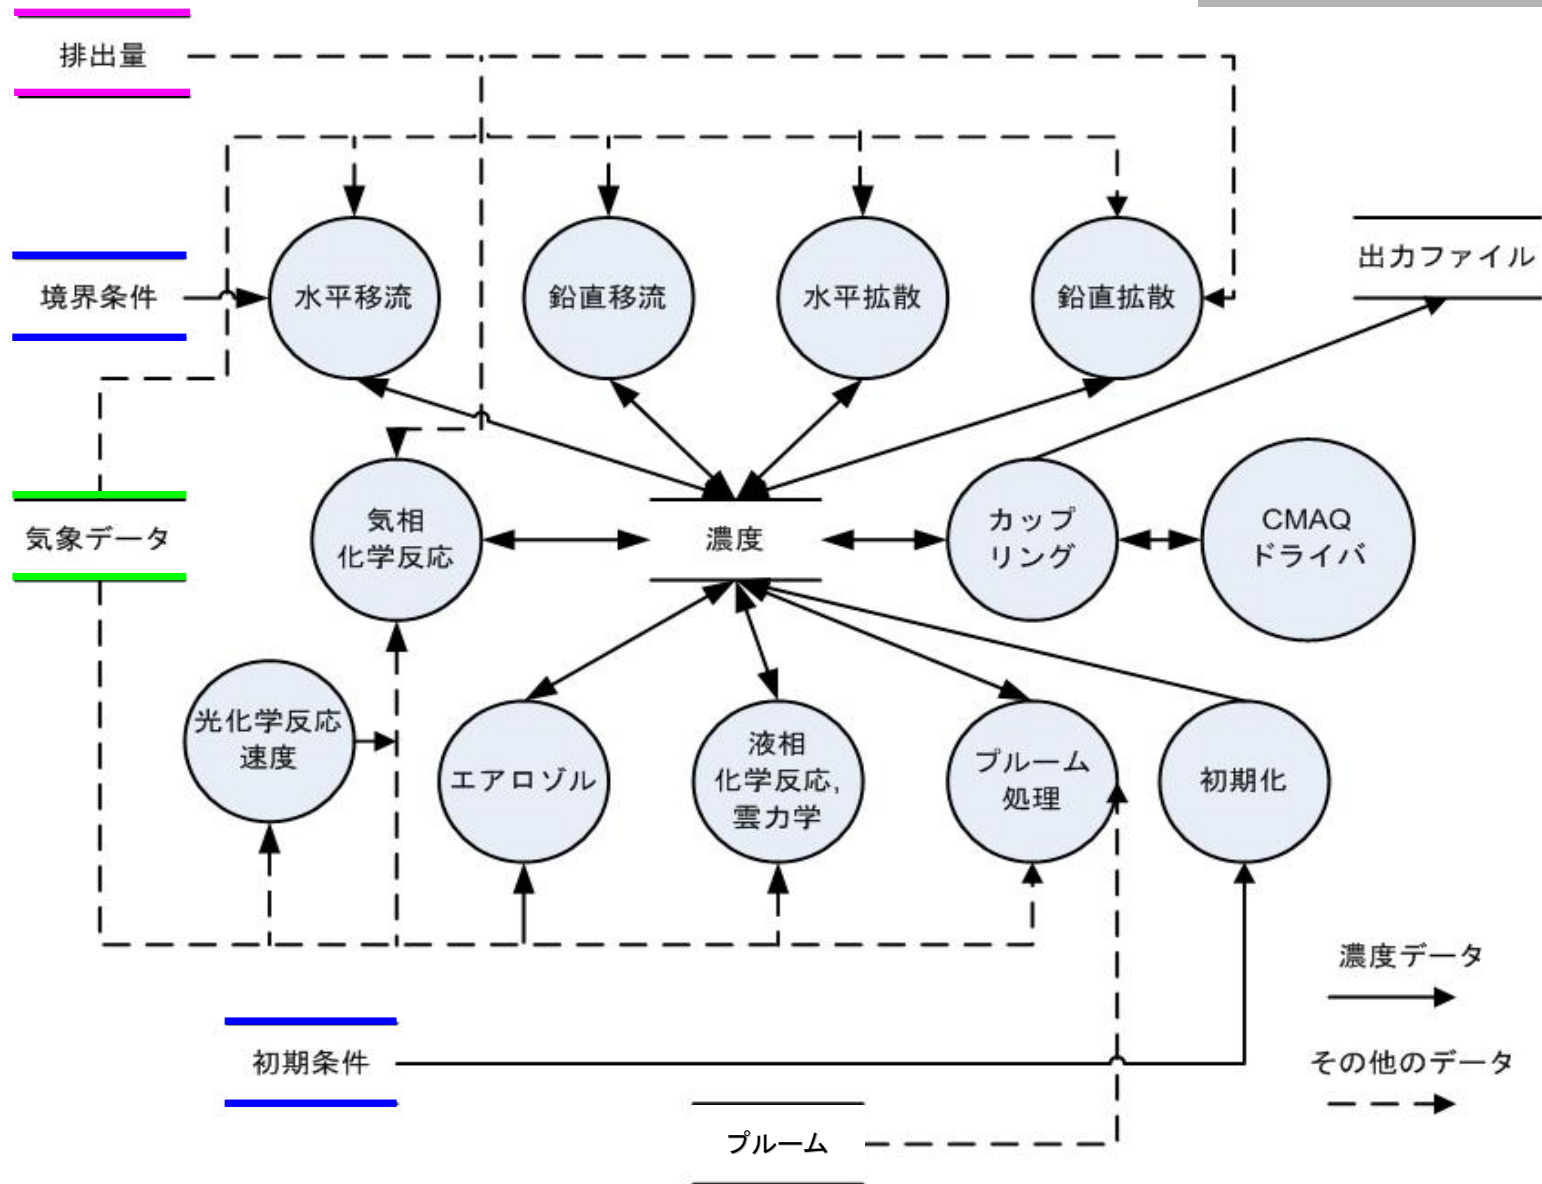 排出量
境界条件
水平移流
鉛直移流
水平拡散
鉛直拡散
出力ファイル
気象データ
気相
化学反応
濃度
カップ
リング
CMAQ
ドライバ
光化学反応
速度
エアロゾル
液相
化学反応,
雲力学
プルーム
処理
初期化
濃度データ
初期条件
その他のデータ
プルーム